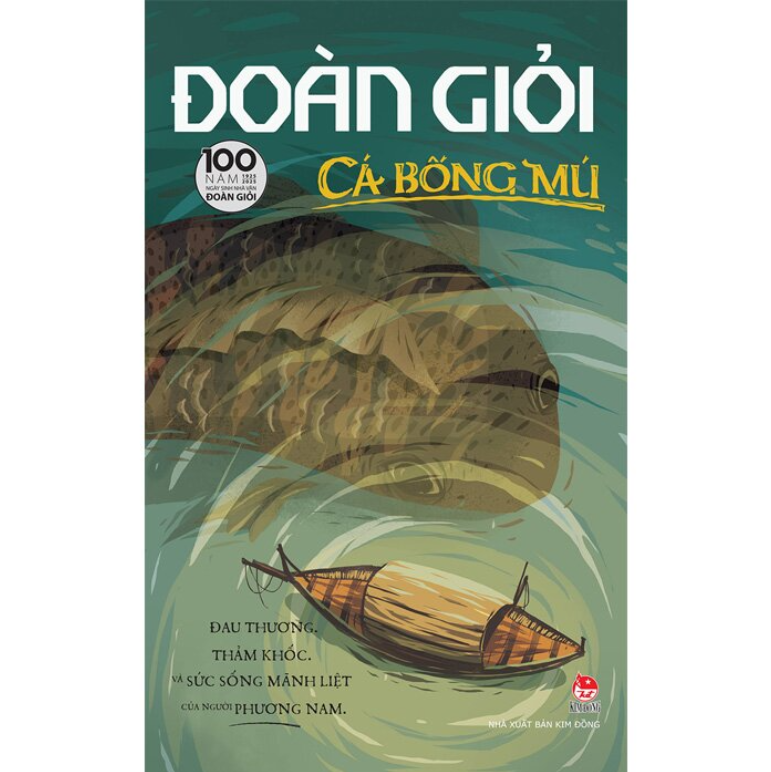 ĐOÀN GIỎI
100
NĂM 1925 2025
NGÀY SINH NHÀ VĂN
ĐOÀN GIỎI
CÁ BỐNG MÚ
ĐAU THƯƠNG.
THẢM KHỐC.
VÀ SỨC SỐNG MÃNH LIỆT
CỦA NGƯỜI PHƯƠNG NAM.
KIM ĐỒNG
NHÀ XUẤT BẢN KIM ĐỒNG